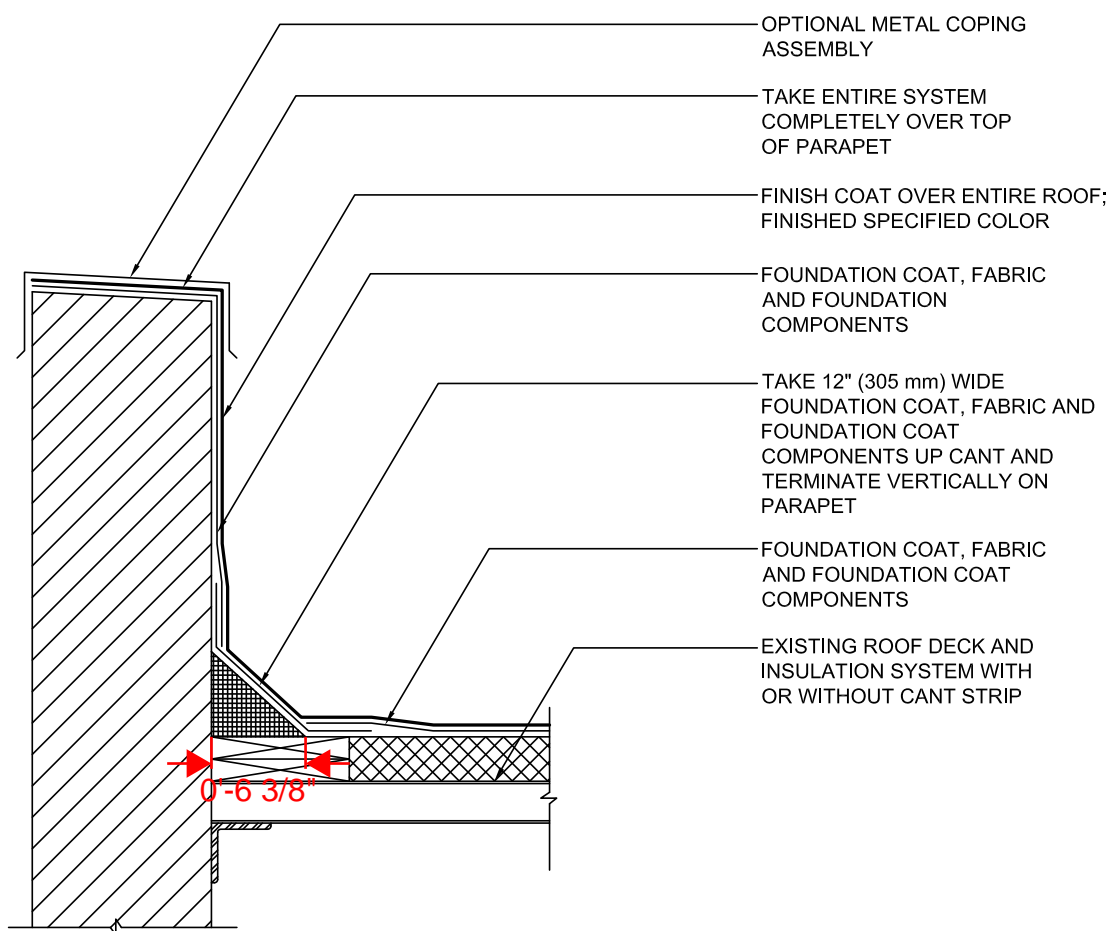 OPTIONAL METAL COPING
ASSEMBLY
TAKE ENTIRE SYSTEM
COMPLETELY OVER TOP
OF PARAPET
FINISH COAT OVER ENTIRE ROOF;
FINISHED SPECIFIED COLOR
FOUNDATION COAT, FABRIC
AND FOUNDATION
COMPONENTS
TAKE 12" (305 mm) WIDE
FOUNDATION COAT, FABRIC AND
FOUNDATION COAT
COMPONENTS UP CANT AND
TERMINATE VERTICALLY ON
PARAPET
FOUNDATION COAT, FABRIC
AND FOUNDATION COAT
COMPONENTS
EXISTING ROOF DECK AND
INSULATION SYSTEM WITH
OR WITHOUT CANT STRIP
0'-6 3/8"